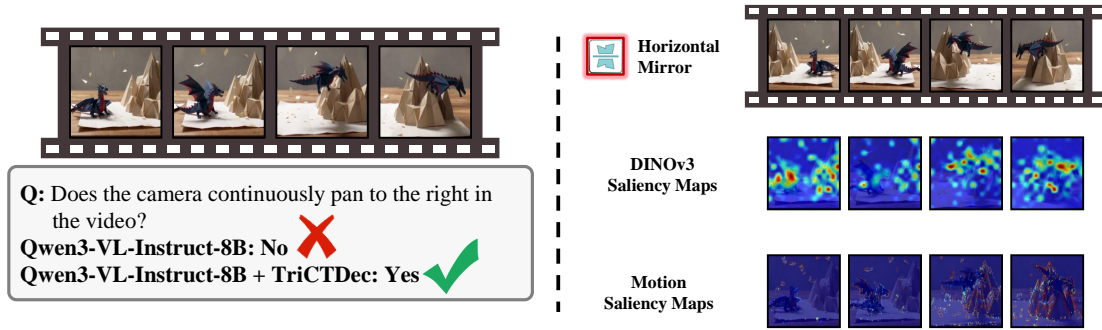 Q: Does the camera continuously pan to the right in
the video?
Qwen3-VL-Instruct-8B: No
Qwen3-VL-Instruct-8B + TriCTDec: Yes
Horizontal
Mirror
DINOv3
Saliency Maps
Motion
Saliency Maps